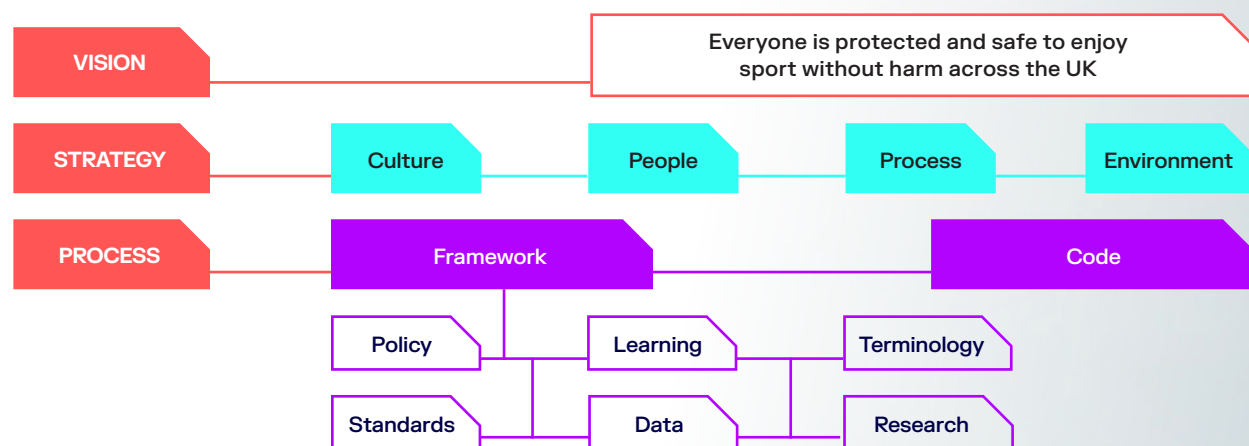 VISION
Everyone is protected and safe to enjoy
sport without harm across the UK
STRATEGY
Culture
People
Process
Environment
PROCESS
Framework
Code
Policy
Learning
Terminology
Standards
Data
Research